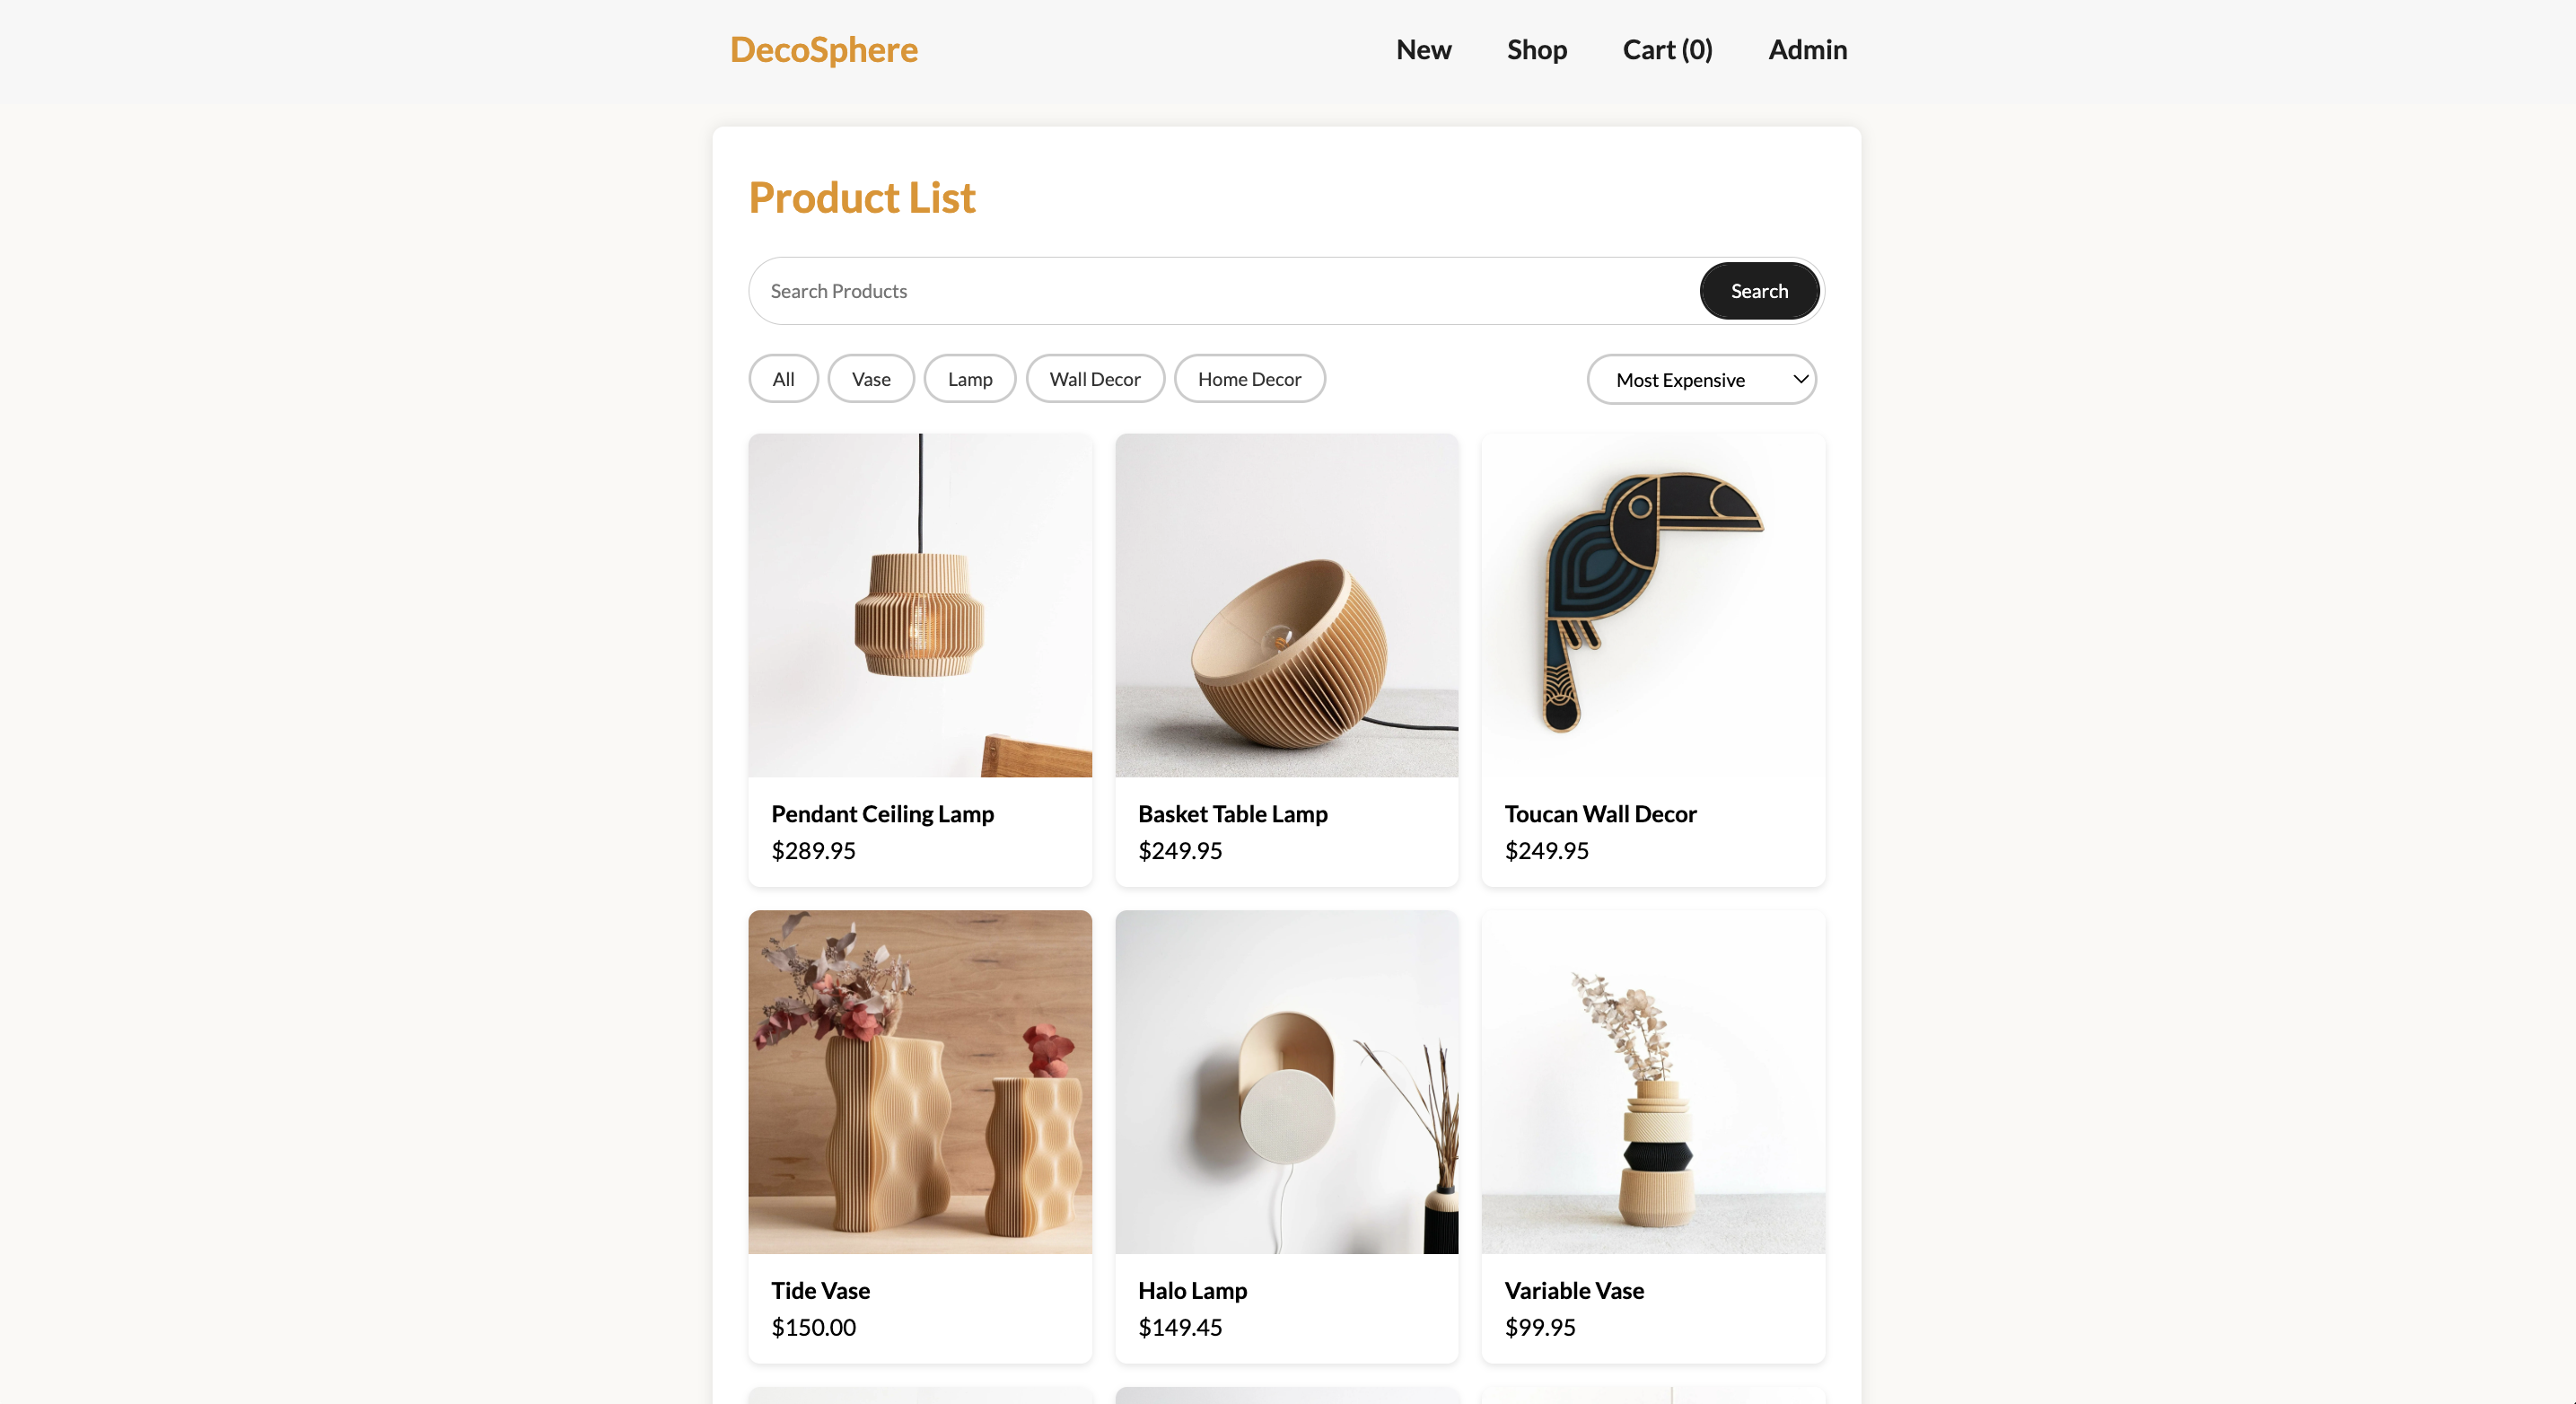 DecoSphere
New Shop Cart (0) Admin
Product List
Search Products Search
All Vase Lamp Wall Decor Home Decor Most Expensive
Pendant Ceiling Lamp
$289.95
Basket Table Lamp
$249.95
Toucan Wall Decor
$249.95
Tide Vase
$150.00
Halo Lamp
$149.45
Variable Vase
$99.95